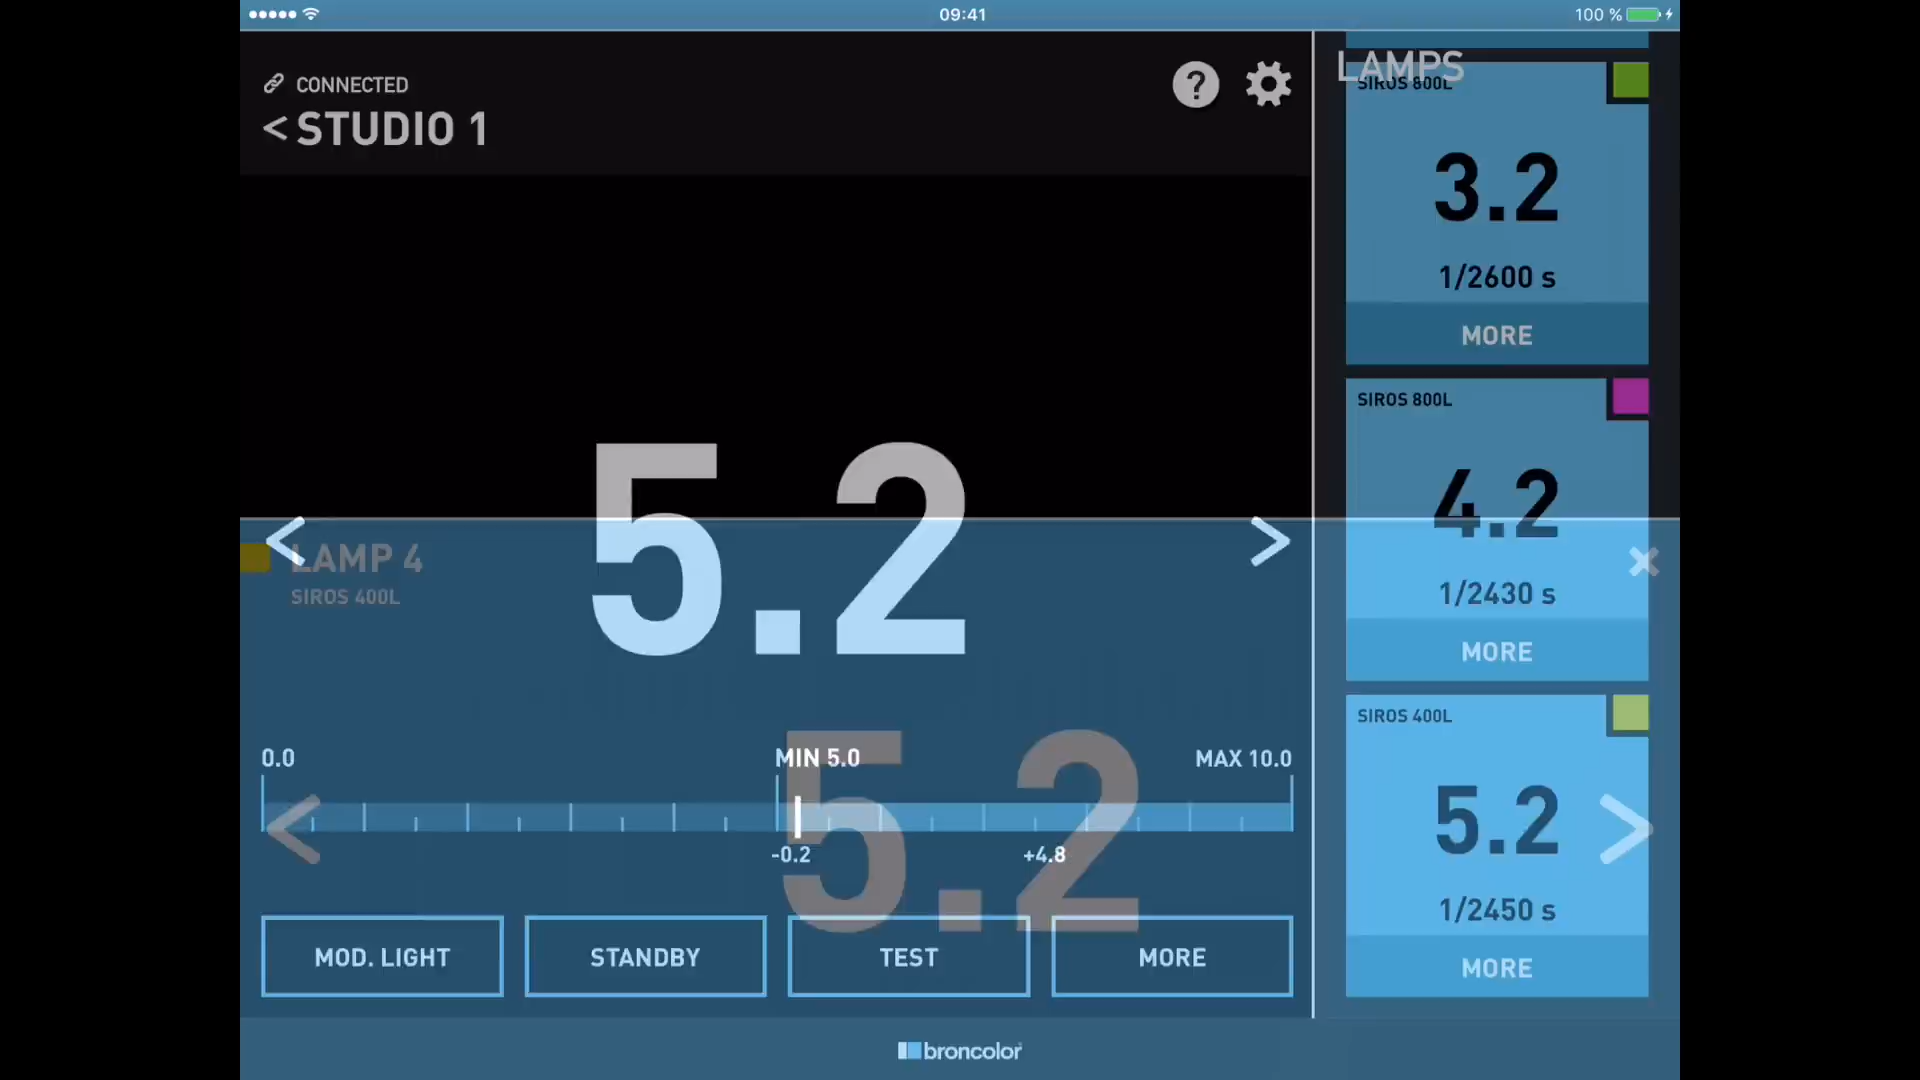 09:41
100 %
CONNECTED
< STUDIO 1
?
LAMPS
SIROS 800L
3.2
1/2600 s
MORE
SIROS 800L
4.2
1/2430 s
MORE
SIROS 400L
5.2
1/2450 s
MORE
5.2
LAMP 4
SIROS 400L
5.2
0.0
MIN 5.0
MAX 10.0
-0.2
+4.8
MOD. LIGHT
STANDBY
TEST
MORE
broncolor